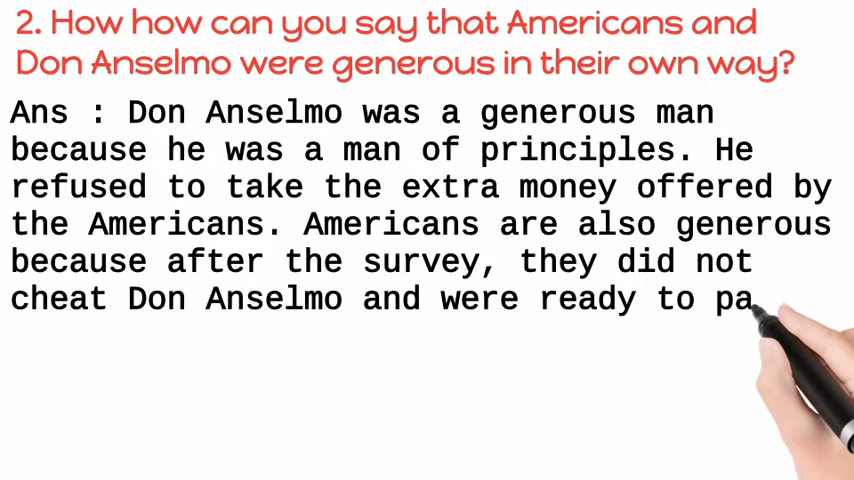 2. How how can you say that Americans and
Don Anselmo were generous in their own way?
Ans : Don Anselmo was a generous man
because he was a man of principles. He
refused to take the extra money offered by
the Americans. Americans are also generous
because after the survey, they did not
cheat Don Anselmo and were ready to pa